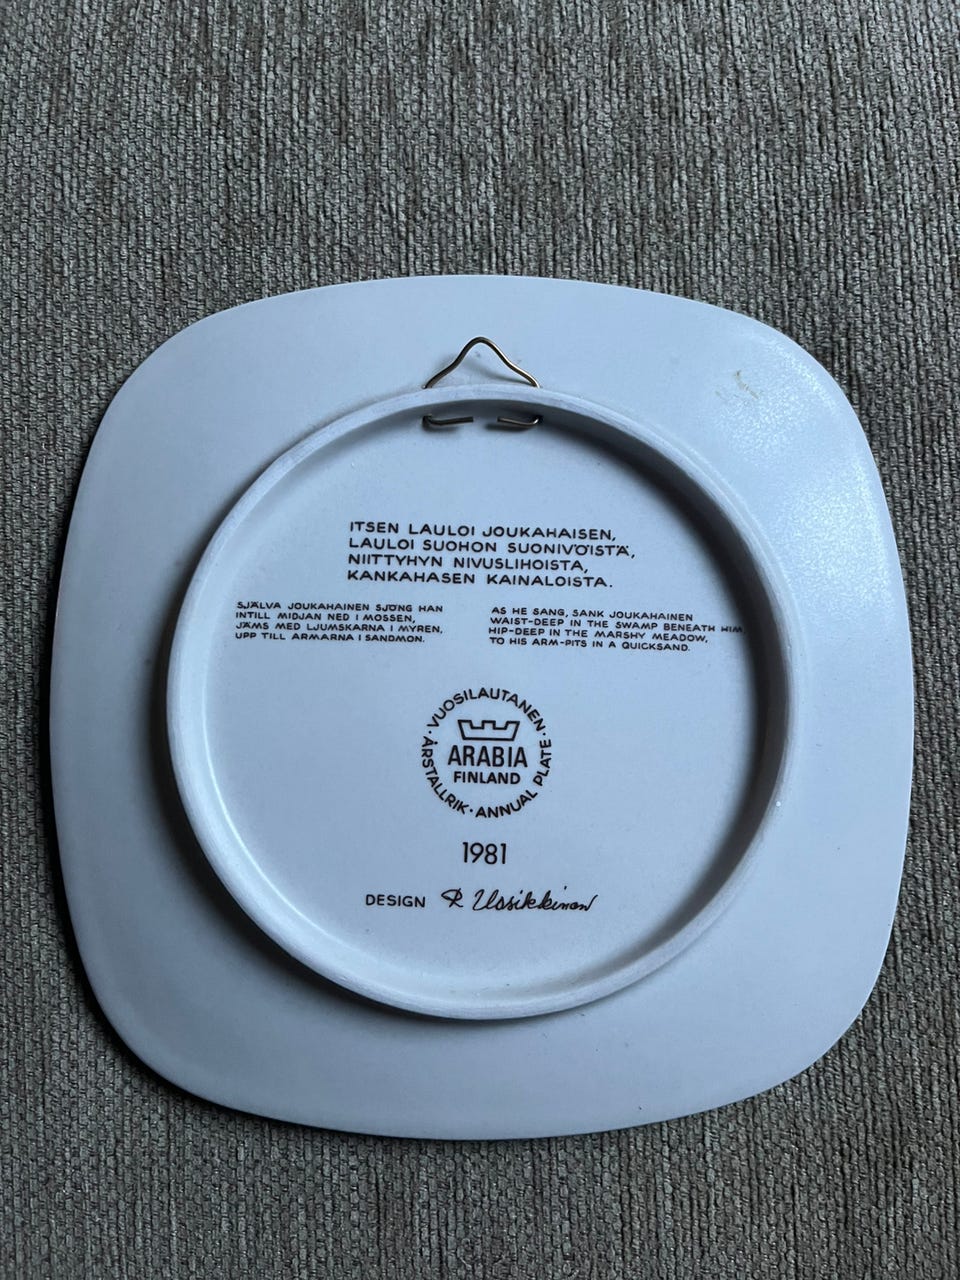 ITSEN LAULOI JOUKAHAISEN,
LAULOI SUOHON SUONIVÖISTÄ,
NIITTYHYN NIVUSLIHOISTA,
KANKAHASEN KAINALOISTA.
SJÄLVA JOUKAHAINEN SJÖNG HAN
INTILL MIDJAN NED I MOSSEN,
JÄMS MED LJUMSKARNA I MYREN,
UPP TILL ARMARNA I SANDMON.
AS HE SANG, SANK JOUKAHAINEN
WAIST-DEEP IN THE SWAMP BENEATH HIM,
HIP-DEEP IN THE MARSHY MEADOW,
TO HIS ARM-PITS IN A QUICKSAND.
· VUOSILAUTANEN ·
ARABIA
FINLAND
ÅRSTALLRIK · ANNUAL PLATE
1981
DESIGN R. Uosikkinen